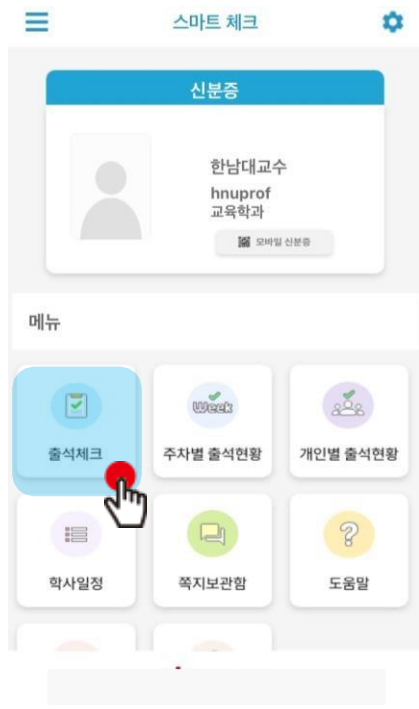 스마트 체크
신분증
한남대교수
hnuprof
교육학과
모바일 신분증
메뉴
Week
출석체크
주차별 출석현황
개인별 출석현황
학사일정
쪽지보관함
도움말